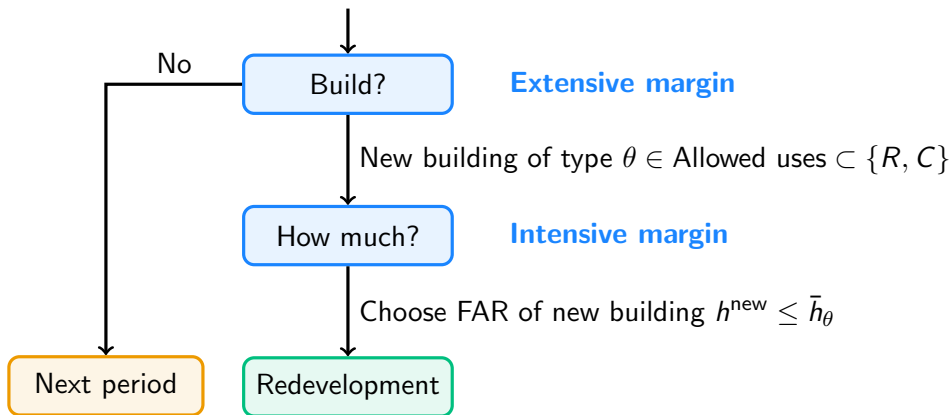 No
Build?
Extensive margin
New building of type θ ∈ Allowed uses ⊂ {R, C}
How much?
Intensive margin
Choose FAR of new building h^new ≤ h̄_θ
Next period
Redevelopment